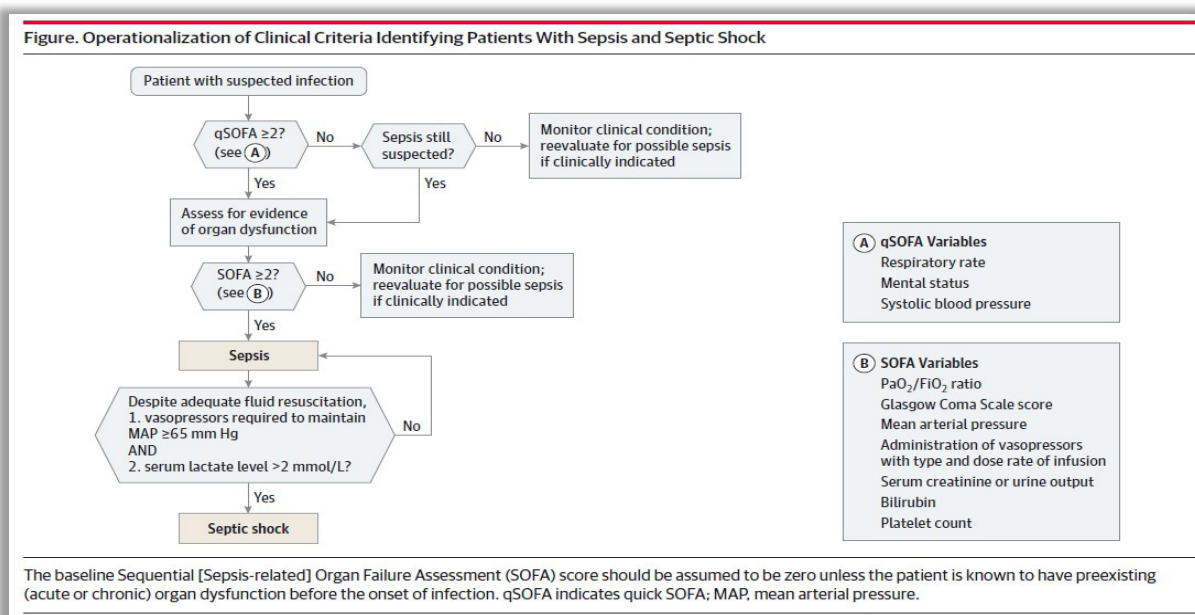 Figure. Operationalization of Clinical Criteria Identifying Patients With Sepsis and Septic Shock
Patient with suspected infection
qSOFA ≥2?
(see A)
No
Sepsis still
suspected?
No
Monitor clinical condition;
reevaluate for possible sepsis
if clinically indicated
Yes
Yes
Assess for evidence
of organ dysfunction
SOFA ≥2?
(see B)
No
Monitor clinical condition;
reevaluate for possible sepsis
if clinically indicated
Yes
Sepsis
Despite adequate fluid resuscitation,
1. vasopressors required to maintain
MAP ≥65 mm Hg
AND
2. serum lactate level >2 mmol/L?
No
Yes
Septic shock
A qSOFA Variables
Respiratory rate
Mental status
Systolic blood pressure
B SOFA Variables
PaO2/FiO2 ratio
Glasgow Coma Scale score
Mean arterial pressure
Administration of vasopressors
with type and dose rate of infusion
Serum creatinine or urine output
Bilirubin
Platelet count
The baseline Sequential [Sepsis-related] Organ Failure Assessment (SOFA) score should be assumed to be zero unless the patient is known to have preexisting
(acute or chronic) organ dysfunction before the onset of infection. qSOFA indicates quick SOFA; MAP, mean arterial pressure.